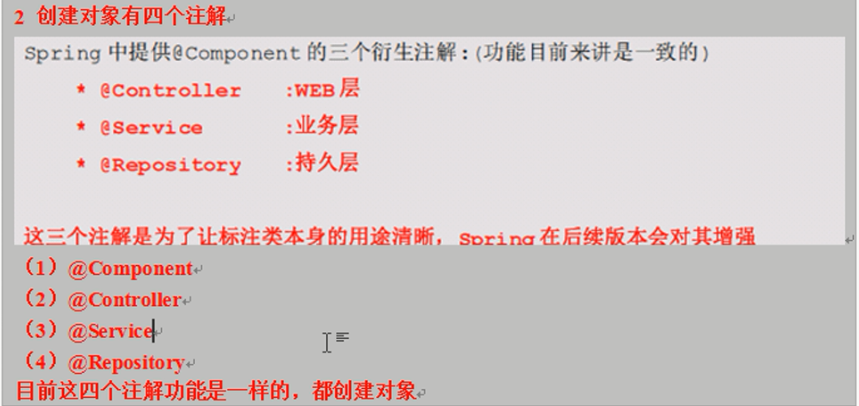 2 创建对象有四个注解
Spring 中提供@Component 的三个衍生注解:(功能目前来讲是一致的)
* @Controller :WEB 层
* @Service :业务层
* @Repository :持久层
这三个注解是为了让标注类本身的用途清晰，Spring 在后续版本会对其增强
（1）@Component
（2）@Controller
（3）@Service
（4）@Repository
目前这四个注解功能是一样的，都创建对象